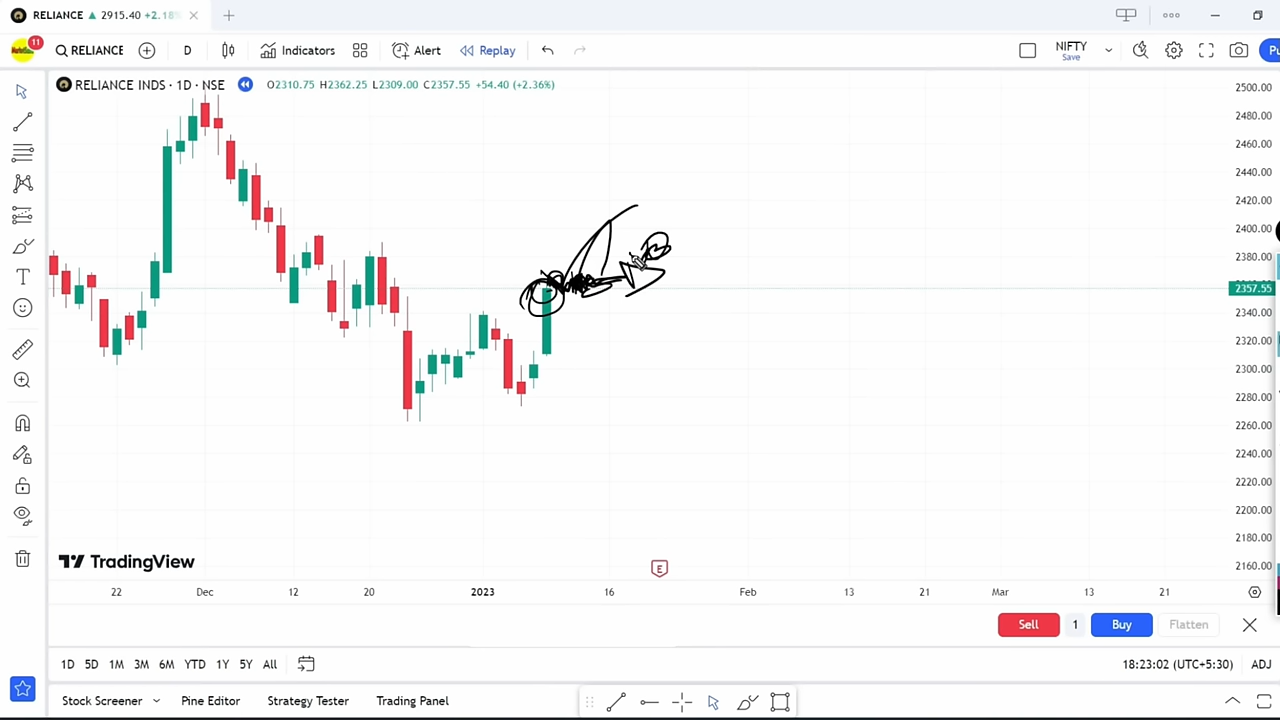 RELIANCE ▲ 2915.40 +2.18%
11 RELIANCE D Indicators Alert Replay NIFTY Save Pu
RELIANCE INDS · 1D · NSE O2310.75 H2362.25 L2309.00 C2357.55 +54.40 (+2.36%)
2500.00
2480.00
2460.00
2440.00
2420.00
2400.00
2380.00
2360.00
2357.55
2340.00
2320.00
2300.00
2280.00
2260.00
2240.00
2220.00
2200.00
2180.00
2160.00
TradingView
E
22 Dec 12 20 2023 16 Feb 13 21 Mar 13 21
Sell 1 Buy Flatten
1D 5D 1M 3M 6M YTD 1Y 5Y All 18:23:02 (UTC+5:30) ADJ
Stock Screener Pine Editor Strategy Tester Trading Panel